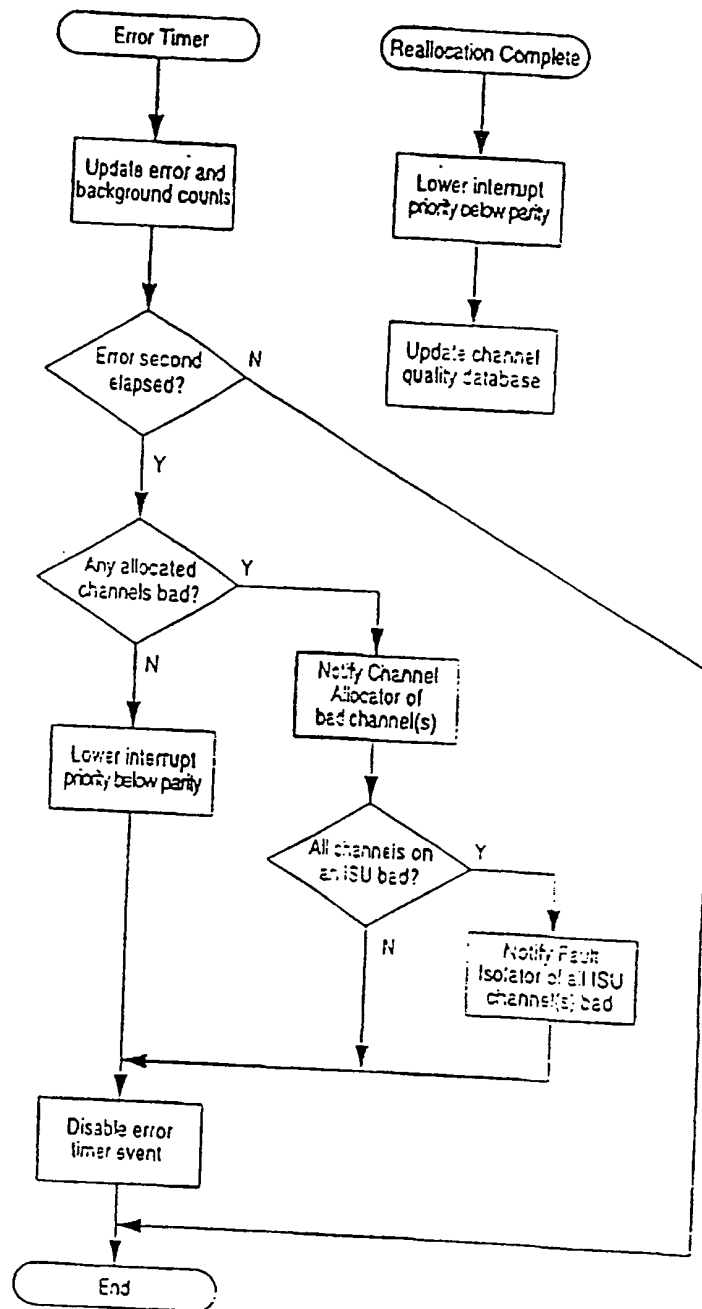 Error Timer
Reallocation Complete
Update error and
background counts
Lower interrupt
priority below parity
Error second
elapsed?
N
Update channel
quality database
Y
Any allocated
channels bad?
Y
N
Notify Channel
Allocator of
bad channel(s)
Lower interrupt
priority below parity
All channels on
an ISU bad?
Y
N
Notify Fault
Isolator of all ISU
channel(s) bad
Disable error
timer event
End